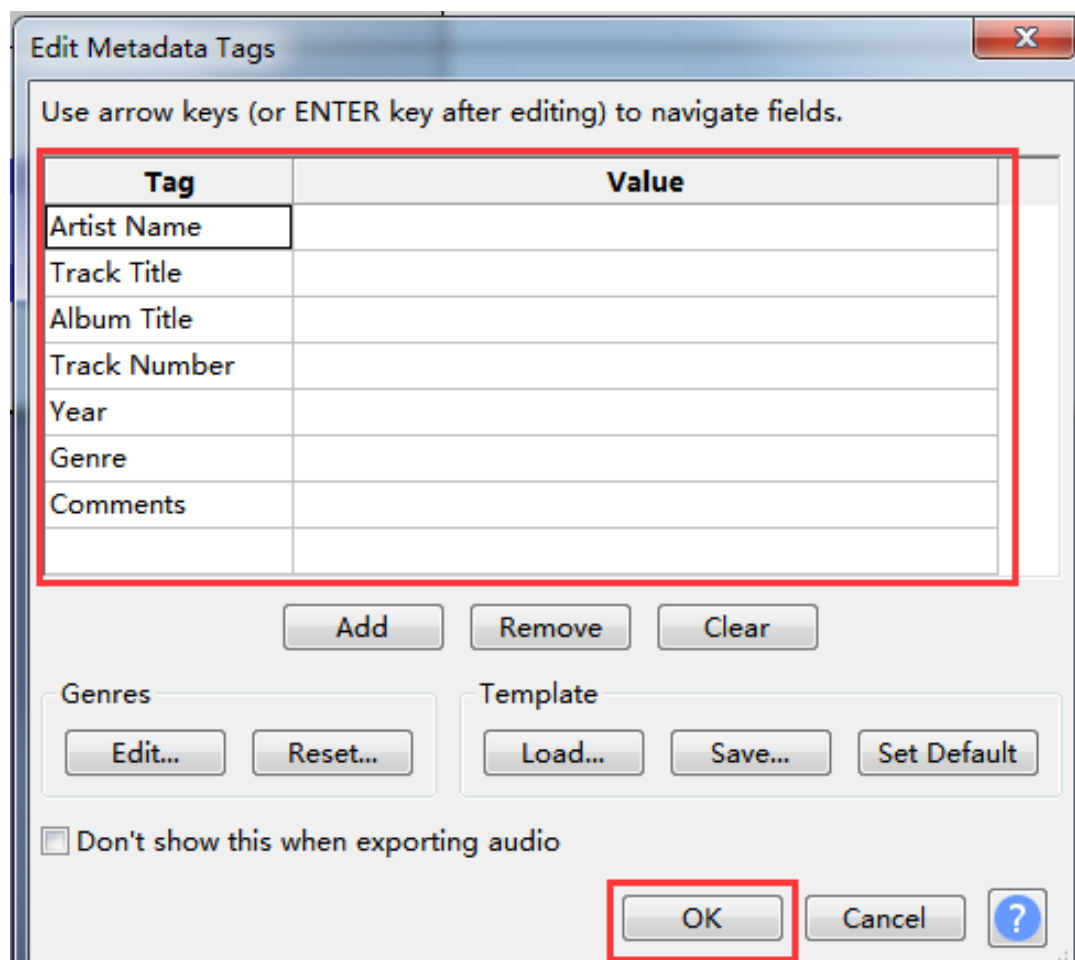 Edit Metadata Tags
Use arrow keys (or ENTER key after editing) to navigate fields.
Tag Value
Artist Name
Track Title
Album Title
Track Number
Year
Genre
Comments
Add Remove Clear
Genres Template
Edit... Reset... Load... Save... Set Default
Don't show this when exporting audio
OK Cancel ?